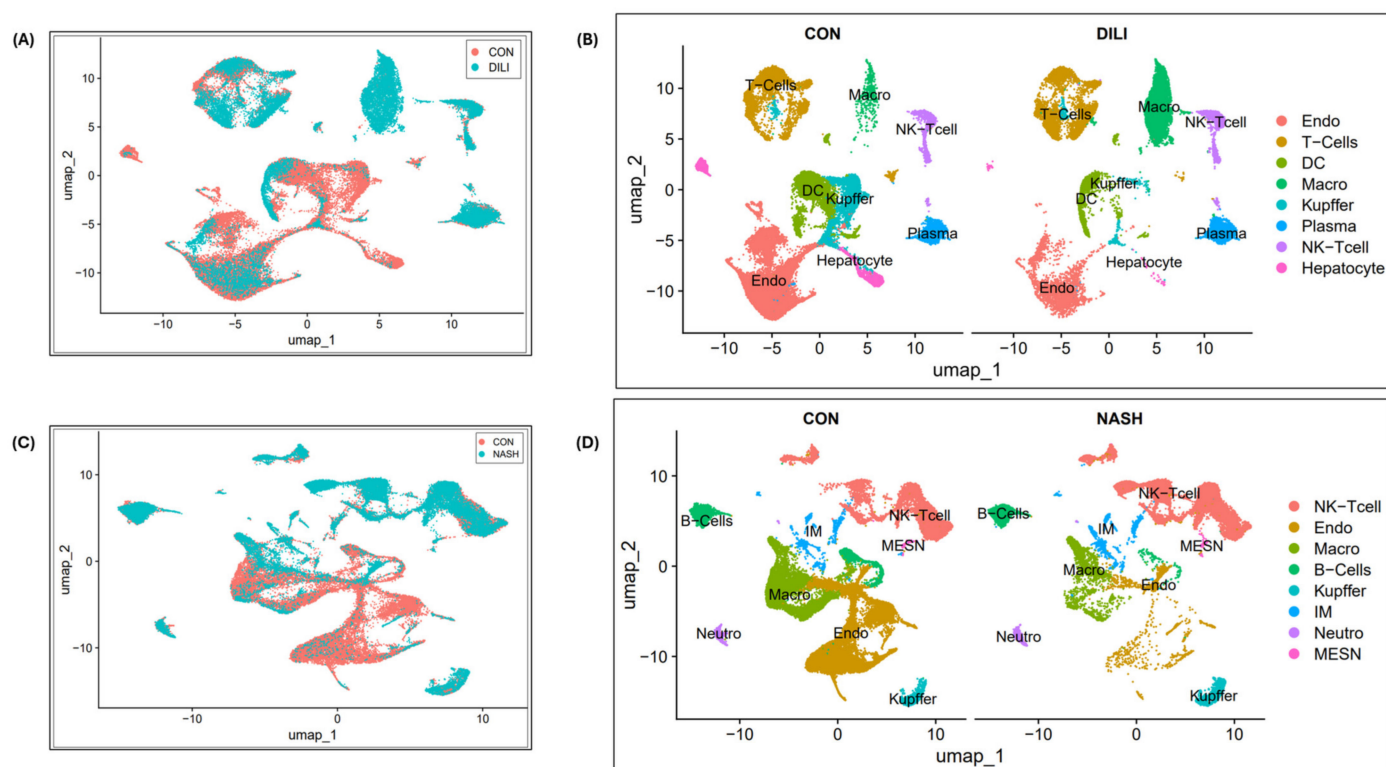 (A)
CON
DILI
10
5
0
−5
−10
umap_2
−10
−5
0
5
10
umap_1
(B)
CON
DILI
T−Cells
Macro
NK−Tcell
DC
Kupffer
Plasma
Hepatocyte
Endo
T−Cells
Macro
NK−Tcell
Kupffer
DC
Plasma
Hepatocyte
Endo
10
5
0
−5
−10
umap_2
−10
−5
0
5
10
−10
−5
0
5
10
umap_1
Endo
T−Cells
DC
Macro
Kupffer
Plasma
NK−Tcell
Hepatocyte
(C)
CON
NASH
10
0
−10
umap_2
−10
0
10
umap_1
(D)
CON
NASH
B−Cells
IM
NK−Tcell
MESN
Macro
Neutro
Endo
Kupffer
NK−Tcell
B−Cells
IM
MESN
Macro
Endo
Neutro
Kupffer
10
0
−10
umap_2
−10
0
10
−10
0
10
umap_1
NK−Tcell
Endo
Macro
B−Cells
Kupffer
IM
Neutro
MESN